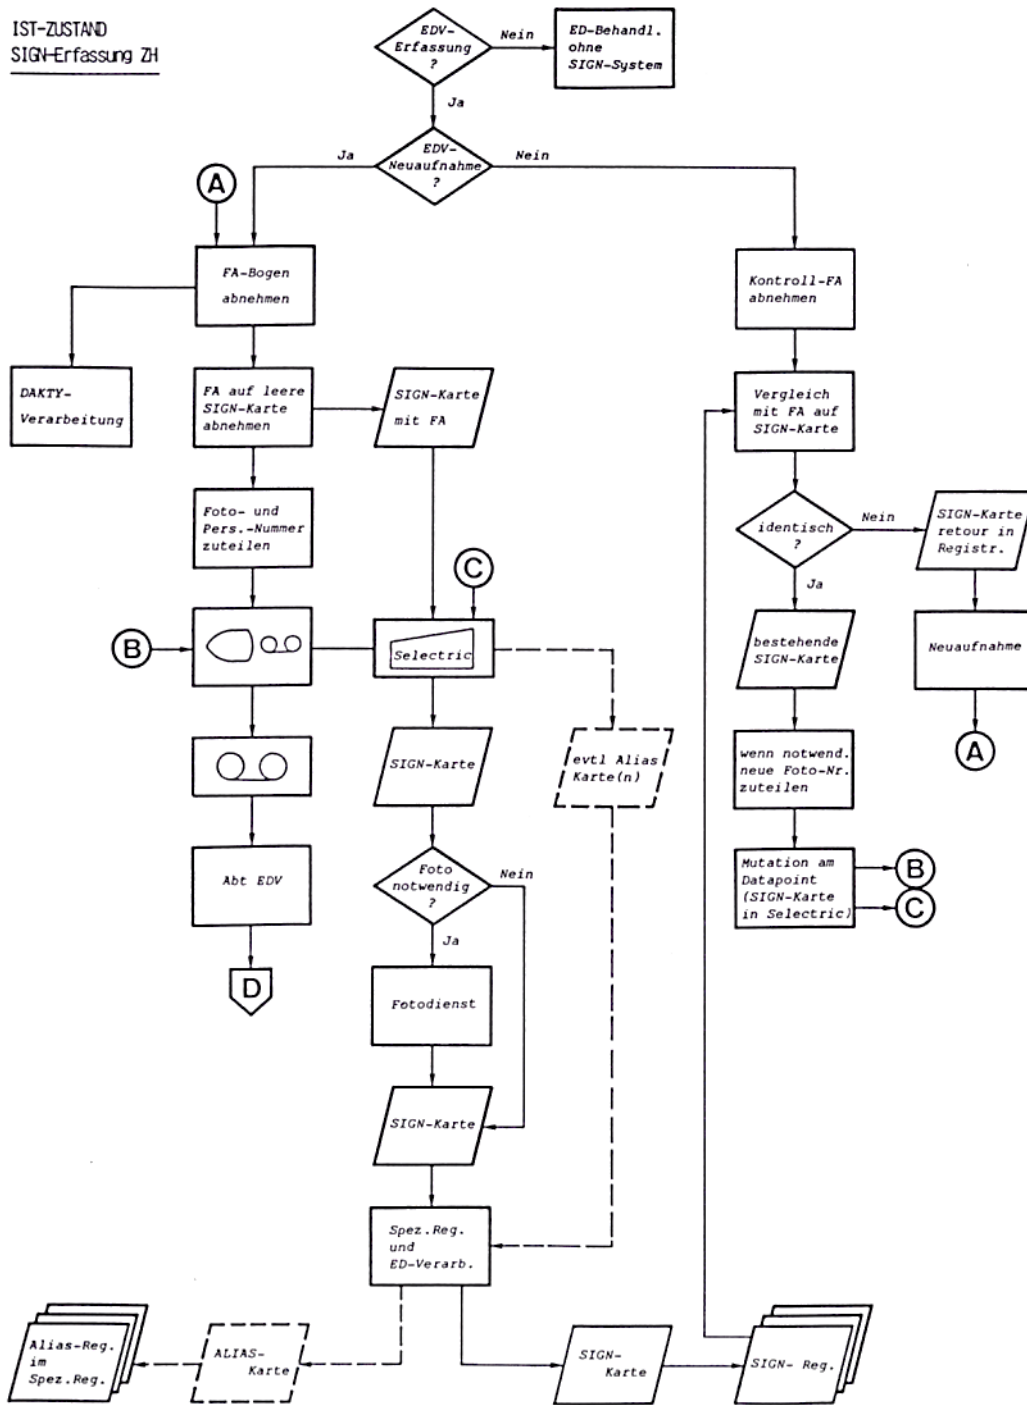 IST-ZUSTAND
SIGN-Erfassung ZH
EDV-
Erfassung
?
Nein
ED-Behandl.
ohne
SIGN-System
Ja
EDV-
Neuaufnahme
?
Ja
Nein
A
FA-Bogen
abnehmen
Kontroll-FA
abnehmen
DAKTY-
Verarbeitung
FA auf leere
SIGN-Karte
abnehmen
SIGN-Karte
mit FA
Vergleich
mit FA auf
SIGN-Karte
Foto- und
Pers.-Nummer
zuteilen
identisch
?
Nein
SIGN-Karte
retour in
Registr.
Ja
C
B
Selectric
bestehende
SIGN-Karte
Neuaufnahme
A
SIGN-Karte
evtl Alias
Karte(n)
wenn notwend.
neue Foto-Nr.
zuteilen
Abt EDV
Foto
notwendig
?
Nein
Ja
Mutation am
Datapoint
(SIGN-Karte
in Selectric)
B
C
D
Fotodienst
SIGN-Karte
Spez.Reg.
und
ED-Verarb.
Alias-Reg.
im
Spez.Reg.
ALIAS-
Karte
SIGN-
Karte
SIGN- Reg.